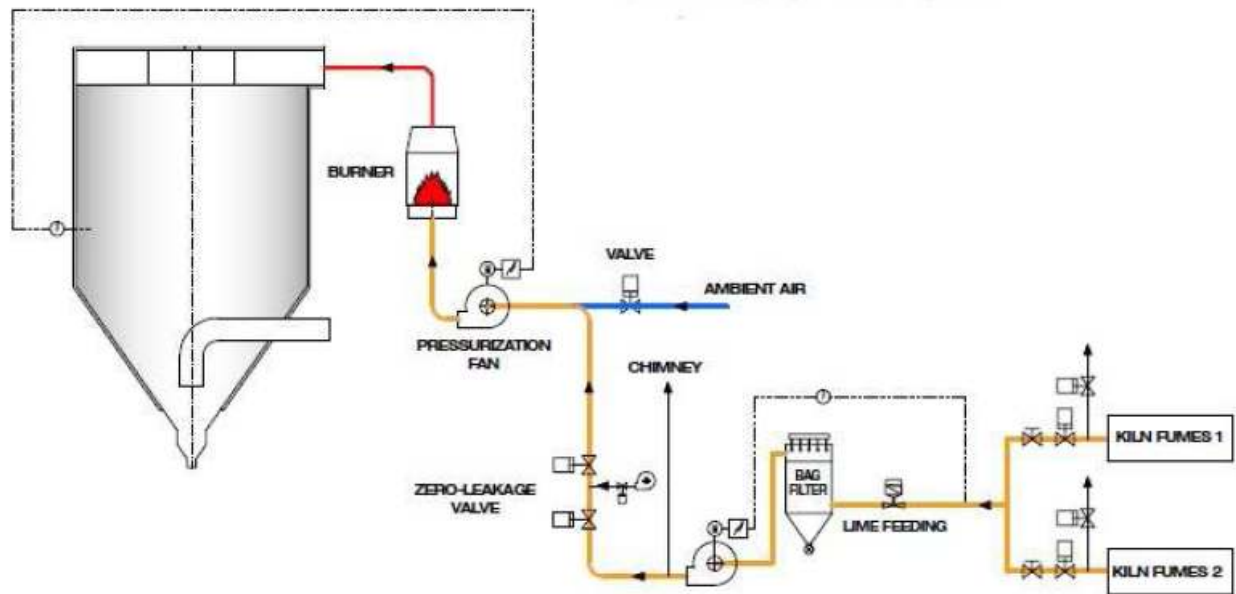 BURNER
VALVE
AMBIENT AIR
PRESSURIZATION
FAN
CHIMNEY
KILN FUMES 1
BAG
FILTER
ZERO-LEAKAGE
VALVE
LIME FEEDING
KILN FUMES 2